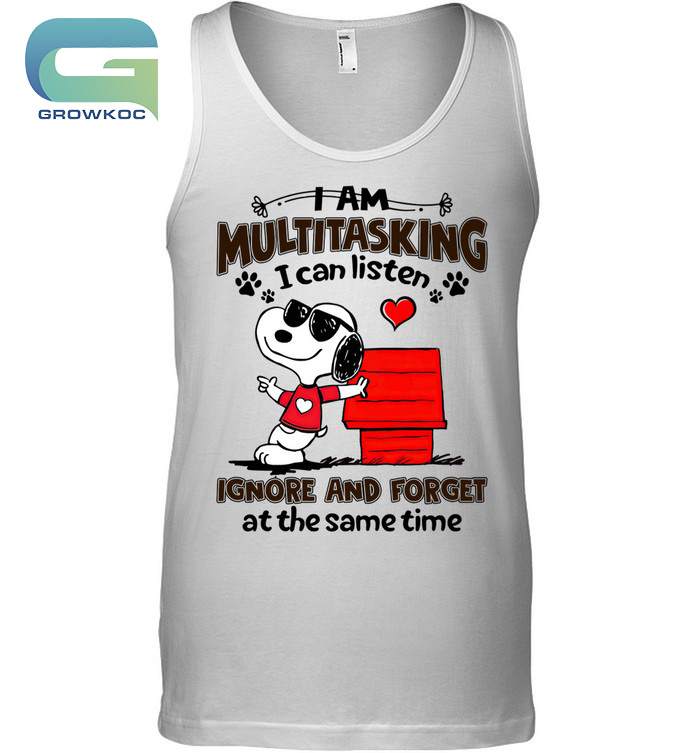 GROWKOC
I AM
MULTITASKING
I can listen
IGNORE AND FORGET
at the same time